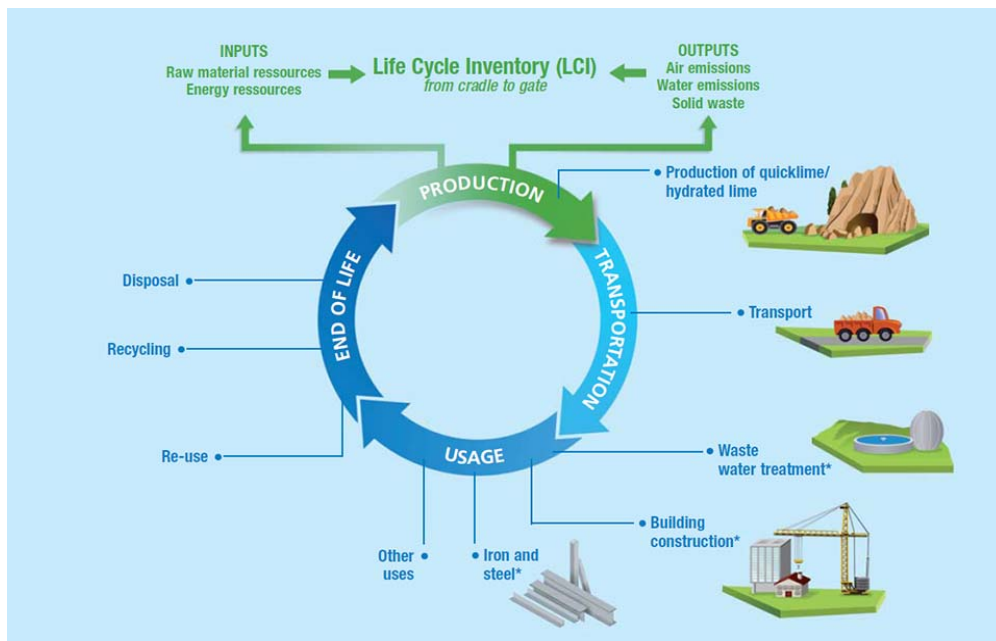 INPUTS
Raw material ressources
Energy ressources
Life Cycle Inventory (LCI)
from cradle to gate
OUTPUTS
Air emissions
Water emissions
Solid waste
PRODUCTION
• Production of quicklime/
hydrated lime
TRANSPORTATION
• Transport
USAGE
• Waste
water treatment*
• Building
construction*
• Iron and
steel*
Other •
uses
END OF LIFE
Disposal •
Recycling •
Re-use •